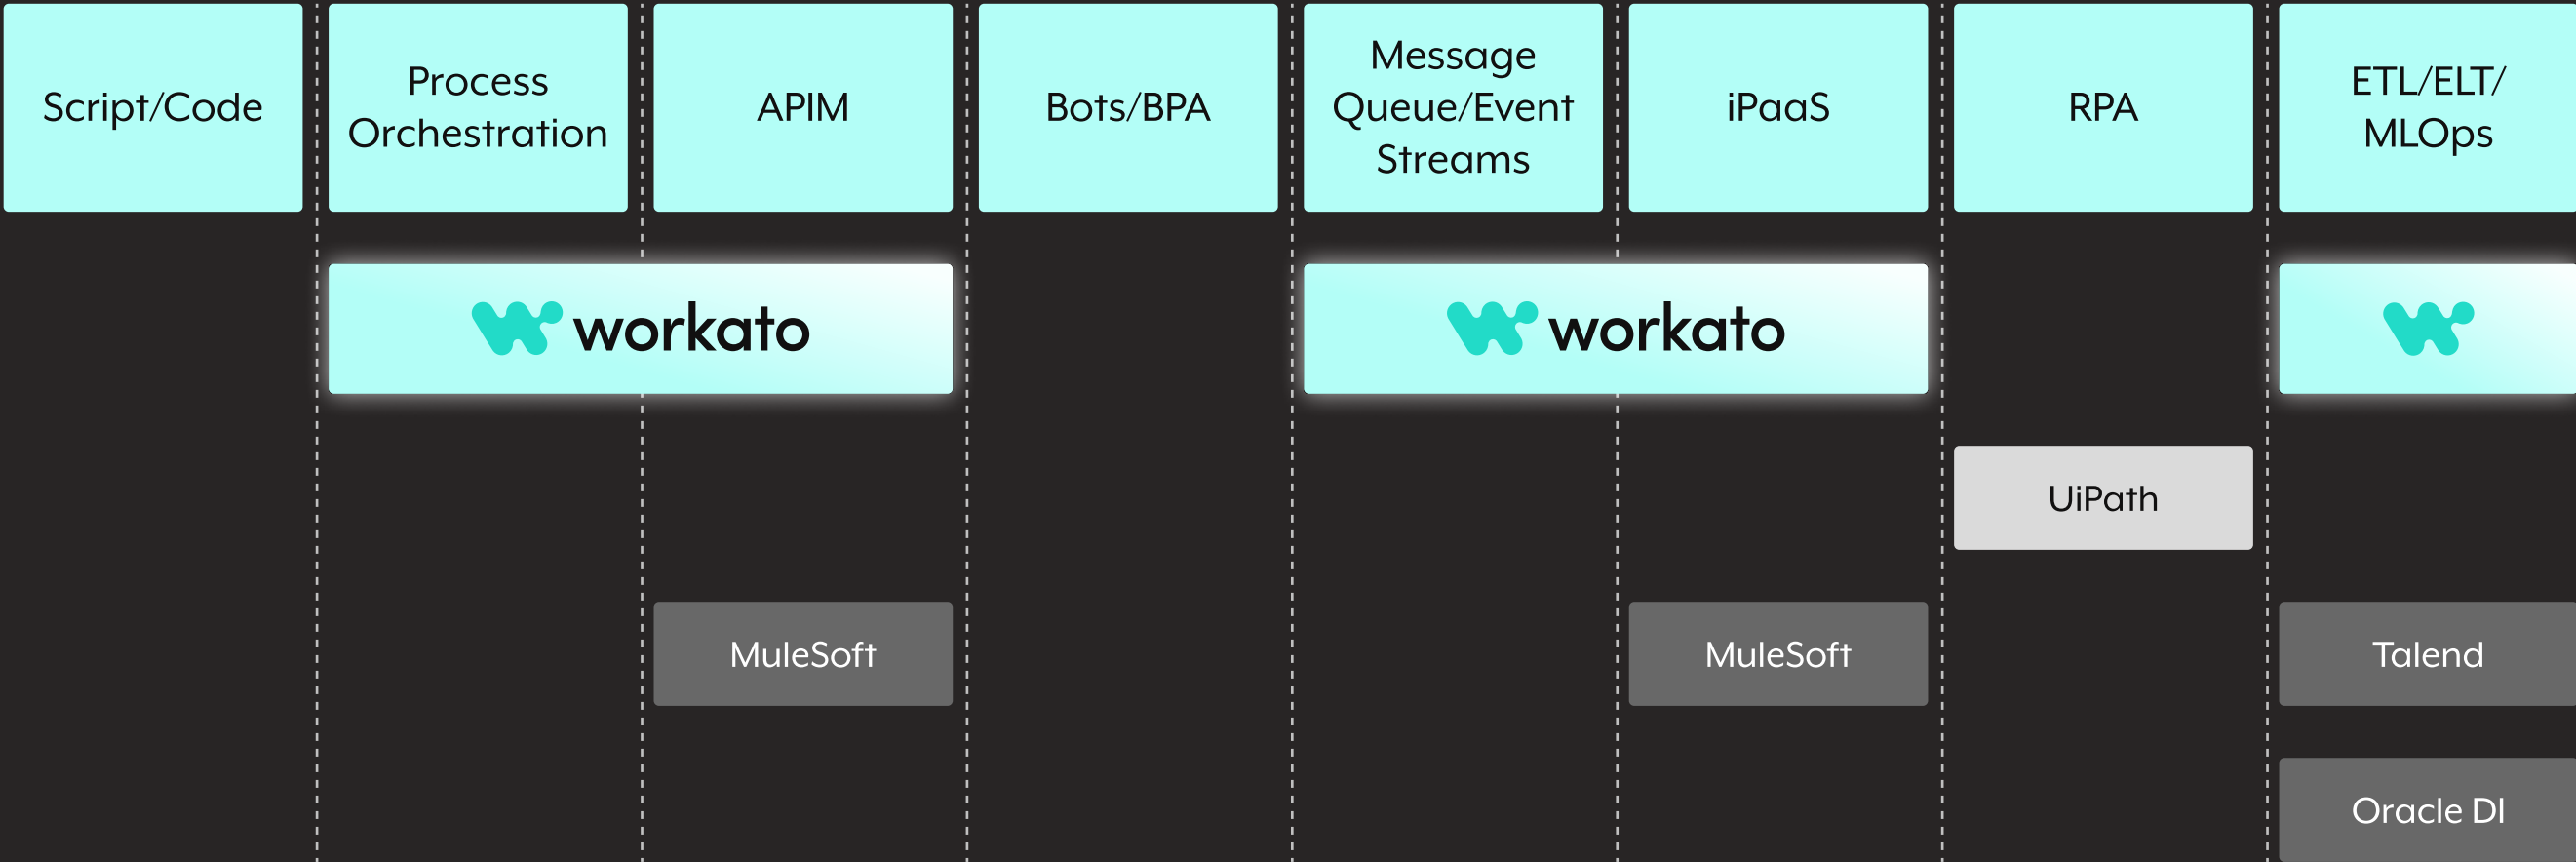 Script/Code
Process
Orchestration
APIM
Bots/BPA
Message
Queue/Event
Streams
iPaaS
RPA
ETL/ELT/
MLOps
workato
workato
UiPath
MuleSoft
MuleSoft
Talend
Oracle DI